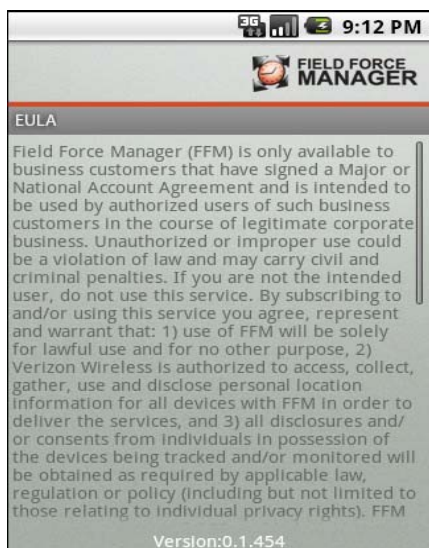 3G 9:12 PM
FIELD FORCE
MANAGER
EULA
Field Force Manager (FFM) is only available to
business customers that have signed a Major or
National Account Agreement and is intended to
be used by authorized users of such business
customers in the course of legitimate corporate
business. Unauthorized or improper use could
be a violation of law and may carry civil and
criminal penalties. If you are not the intended
user, do not use this service. By subscribing to
and/or using this service you agree, represent
and warrant that: 1) use of FFM will be solely
for lawful use and for no other purpose, 2)
Verizon Wireless is authorized to access, collect,
gather, use and disclose personal location
information for all devices with FFM in order to
deliver the services, and 3) all disclosures and/
or consents from individuals in possession of
the devices being tracked and/or monitored will
be obtained as required by applicable law,
regulation or policy (including but not limited to
those relating to individual privacy rights). FFM
Version:0.1.454